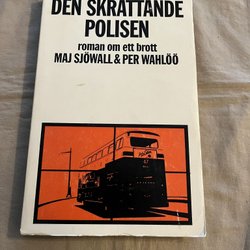 DEN SKRATTANDE
POLISEN
roman om ett brott
MAJ SJÖWALL & PER WAHLÖÖ